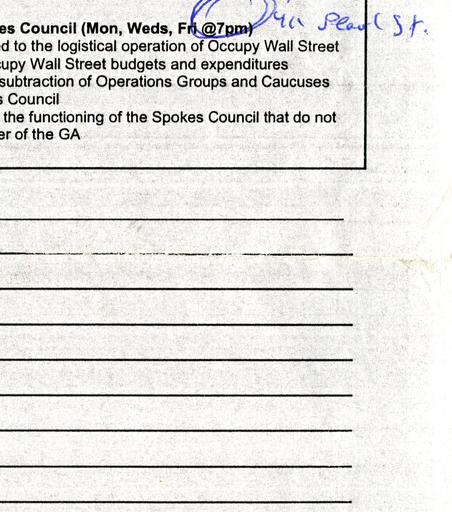 411 Pearl St.
es Council (Mon, Weds, Fri @7pm)
ed to the logistical operation of Occupy Wall Street
cupy Wall Street budgets and expenditures
subtraction of Operations Groups and Caucuses
s Council
the functioning of the Spokes Council that do not
er of the GA